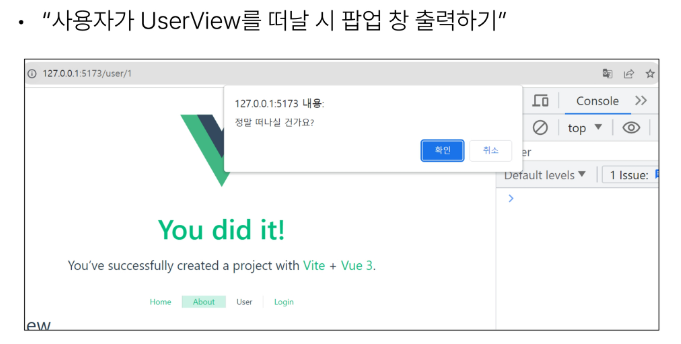 • “사용자가 UserView를 떠날 시 팝업 창 출력하기”
127.0.0.1:5173/user/1
127.0.0.1:5173 내용:
정말 떠나실 건가요?
확인 취소
Console
top
er
Default levels 1 Issue:
You did it!
You’ve successfully created a project with Vite + Vue 3.
Home About User Login
ew